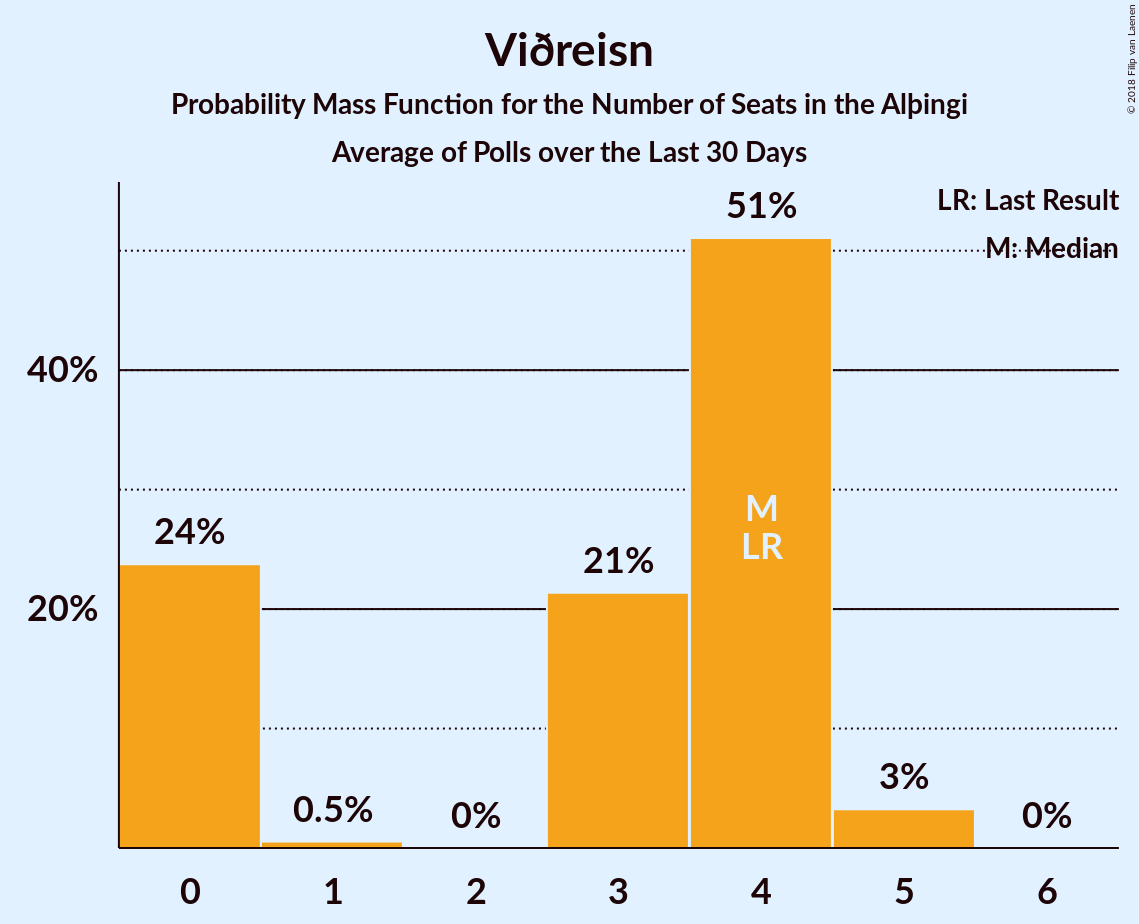 Viðreisn
Probability Mass Function for the Number of Seats in the Alþingi
Average of Polls over the Last 30 Days
© 2018 Filip van Laenen
LR: Last Result
M: Median
51%
40%
M
LR
24%
21%
20%
3%
0.5%
0%
0%
0 1 2 3 4 5 6